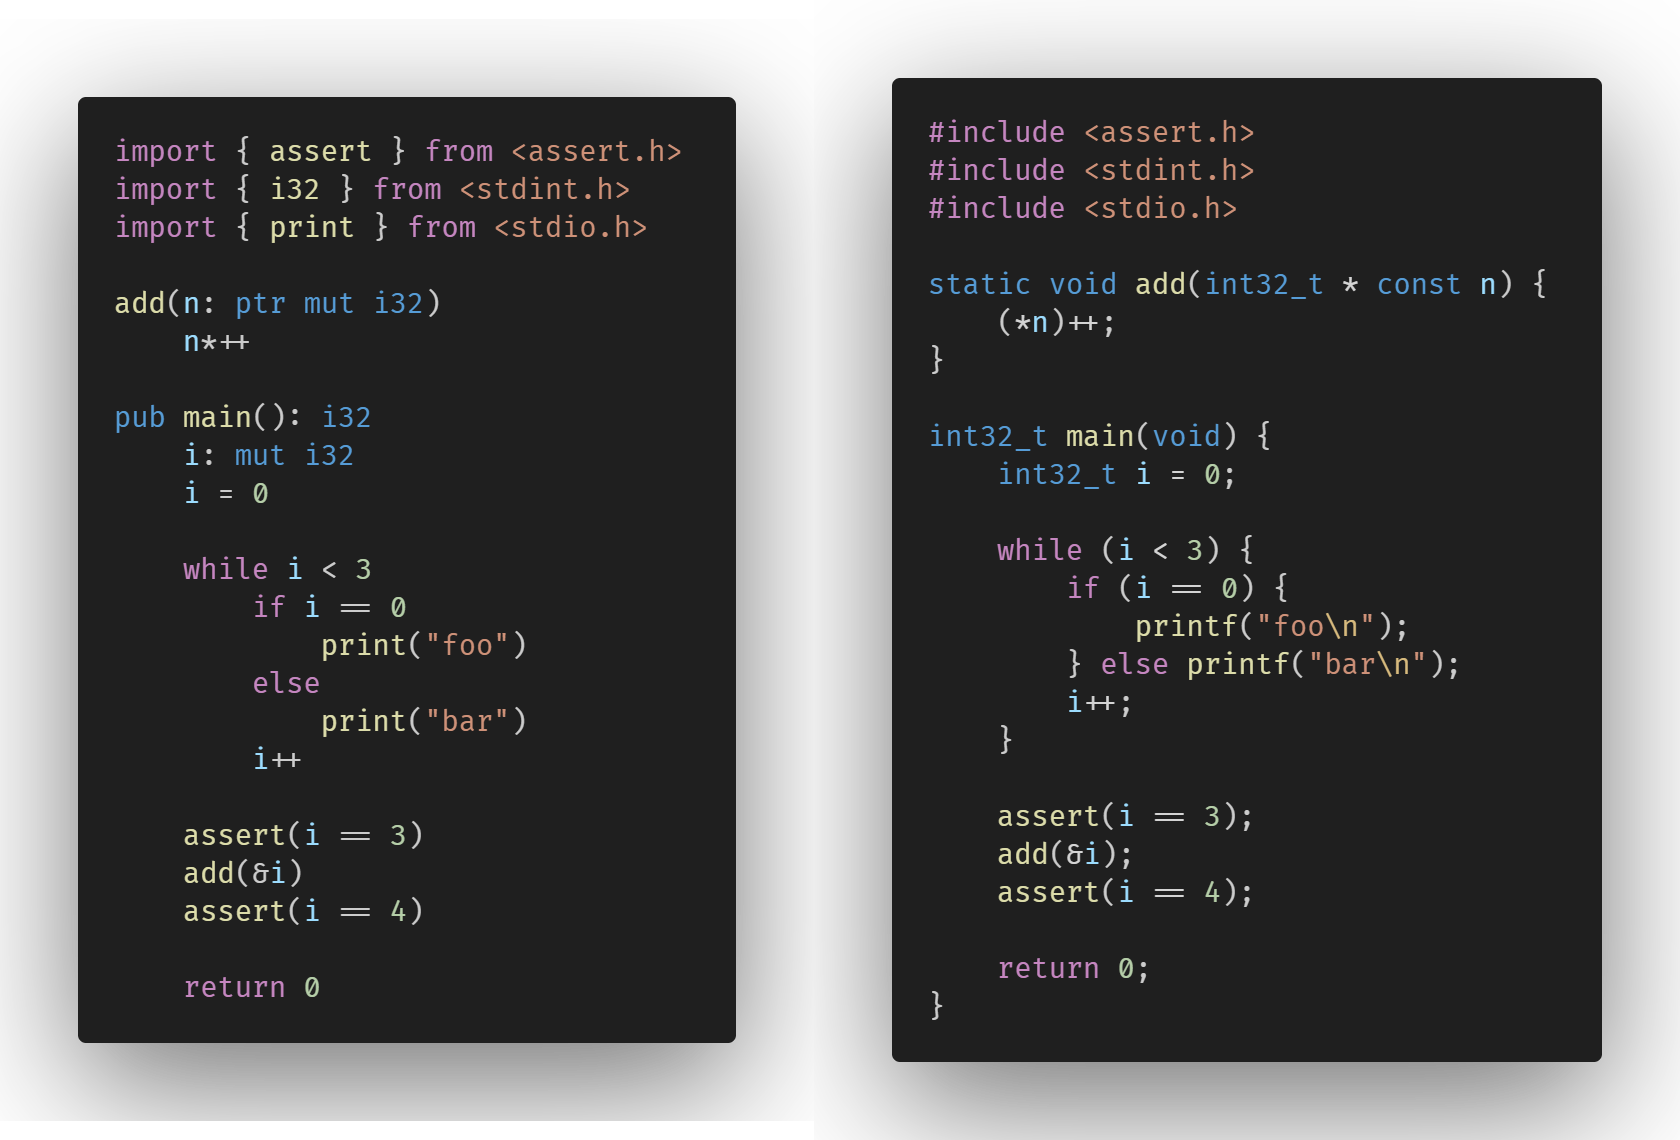 import { assert } from <assert.h>
import { i32 } from <stdint.h>
import { print } from <stdio.h>

add(n: ptr mut i32)
    n*++

pub main(): i32
    i: mut i32
    i = 0

    while i < 3
        if i == 0
            print("foo")
        else
            print("bar")
        i++

    assert(i == 3)
    add(&i)
    assert(i == 4)

    return 0

#include <assert.h>
#include <stdint.h>
#include <stdio.h>

static void add(int32_t * const n) {
    (*n)++;
}

int32_t main(void) {
    int32_t i = 0;

    while (i < 3) {
        if (i == 0) {
            printf("foo\n");
        } else printf("bar\n");
        i++;
    }

    assert(i == 3);
    add(&i);
    assert(i == 4);

    return 0;
}